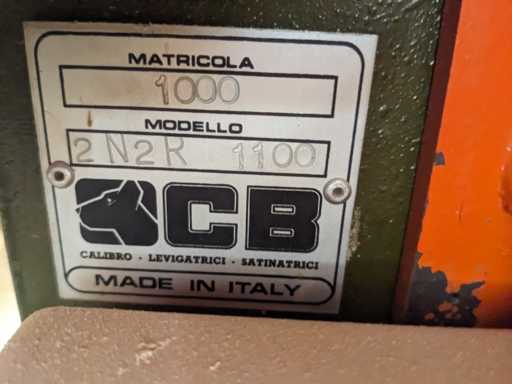 MATRICOLA
1000
MODELLO
2N2R 1100
CB
CALIBRO - LEVIGATRICI - SATINATRICI
MADE IN ITALY